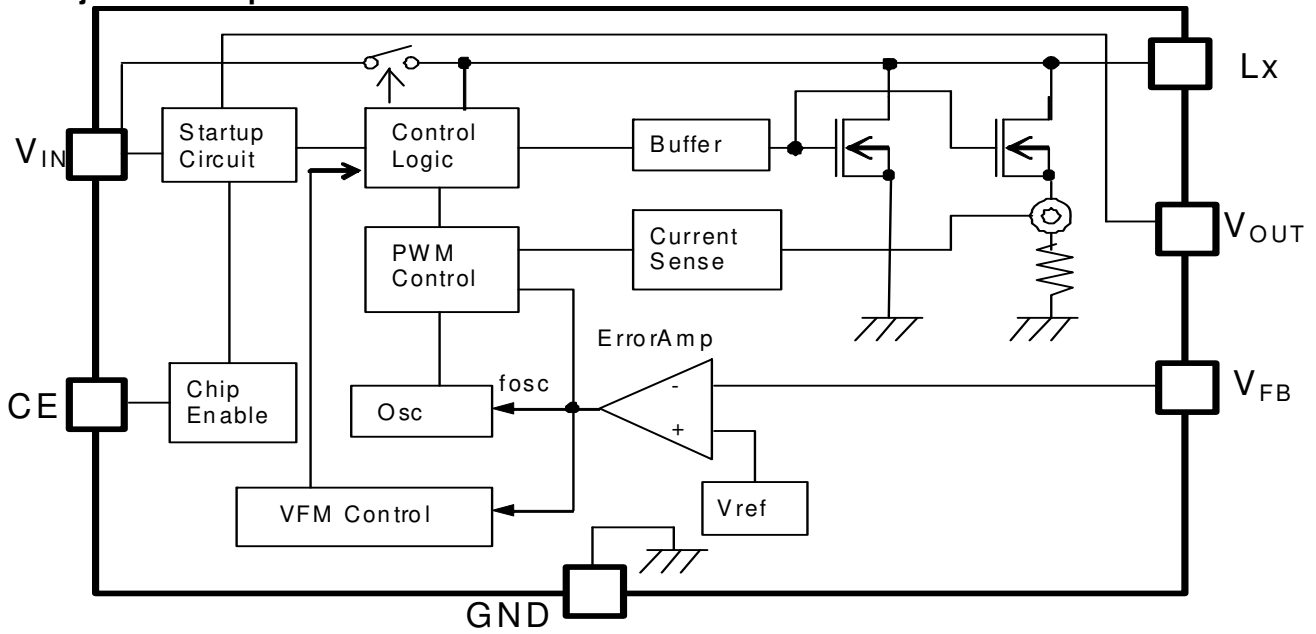 Lx
Startup
Circuit
Control
Logic
Buffer
VIN
Current
Sense
VOUT
PWM
Control
ErrorAmp
VFB
Chip
Enable
CE
fosc
Osc
-
+
Vref
VFM Control
GND